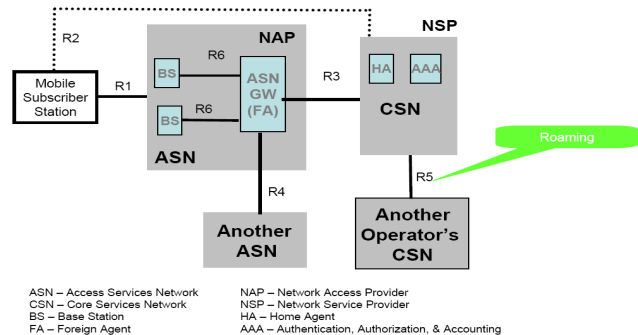 R2
NAP
NSP
Mobile
Subscriber
Station
R1
BS
R6
BS
R6
ASN
GW
(FA)
ASN
R3
HA
AAA
CSN
Roaming
R4
R5
Another
ASN
Another
Operator's
CSN
ASN – Access Services Network
CSN – Core Services Network
BS – Base Station
FA – Foreign Agent
NAP – Network Access Provider
NSP – Network Service Provider
HA – Home Agent
AAA – Authentication, Authorization, & Accounting